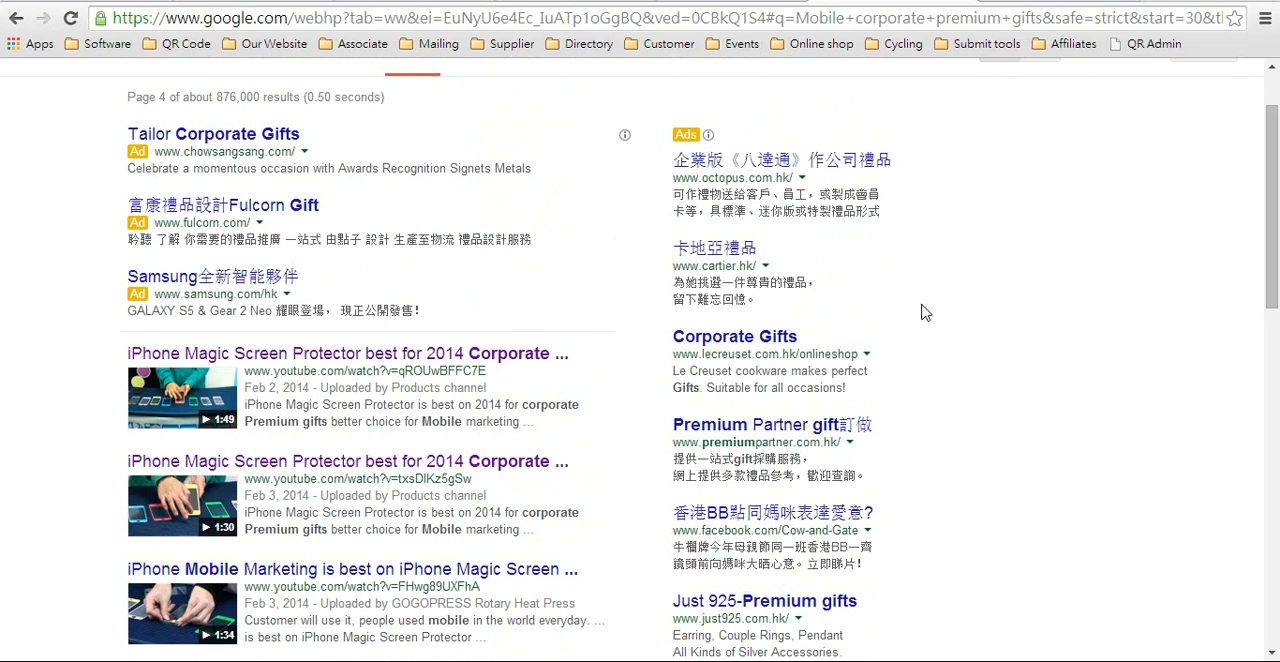 https://www.google.com/webhp?tab=ww&ei=EuNyU6e4Ec_IuATp1oGgBQ&ved=0CBkQ1S4#q=Mobile+corporate+premium+gifts&safe=strict&start=30&tl
Apps Software QR Code Our Website Associate Mailing Supplier Directory Customer Events Online shop Cycling Submit tools Affiliates QR Admin
Page 4 of about 876,000 results (0.50 seconds)
Tailor Corporate Gifts
Ad www.chowsangsang.com/
Celebrate a momentous occasion with Awards Recognition Signets Metals
富康禮品設計Fulcorn Gift
Ad www.fulcorn.com/
聆聽 了解 你需要的禮品推廣 一站式 由點子 設計 生產至物流 禮品設計服務
Samsung全新智能夥伴
Ad www.samsung.com/hk
GALAXY S5 & Gear 2 Neo 耀眼登場， 現正公開發售!
iPhone Magic Screen Protector best for 2014 Corporate ...
www.youtube.com/watch?v=qROUwBFFC7E
Feb 2, 2014 - Uploaded by Products channel
iPhone Magic Screen Protector is best on 2014 for corporate
Premium gifts better choice for Mobile marketing ...
1:49
iPhone Magic Screen Protector best for 2014 Corporate ...
www.youtube.com/watch?v=txsDIKz5gSw
Feb 3, 2014 - Uploaded by Products channel
iPhone Magic Screen Protector is best on 2014 for corporate
Premium gifts better choice for Mobile marketing ...
1:30
iPhone Mobile Marketing is best on iPhone Magic Screen ...
www.youtube.com/watch?v=FHwg89UXFhA
Feb 3, 2014 - Uploaded by GOGOPRESS Rotary Heat Press
Customer will use it, people used mobile in the world everyday. ...
is best on iPhone Magic Screen Protector ...
1:34
Ads
企業版《八達通》作公司禮品
www.octopus.com.hk/
可作禮物送給客戶、員工，或製成會員
卡等，具標準、迷你版或特製禮品形式
卡地亞禮品
www.cartier.hk/
為她挑選一件尊貴的禮品，
留下難忘回憶。
Corporate Gifts
www.lecreuset.com.hk/onlineshop
Le Creuset cookware makes perfect
Gifts. Suitable for all occasions!
Premium Partner gift訂做
www.premiumpartner.com.hk/
提供一站式gift採購服務，
網上提供多款禮品參考，歡迎查詢。
香港BB點同媽咪表達愛意?
www.facebook.com/Cow-and-Gate
牛欄牌今年母親節同一班香港BB一齊
鏡頭前向媽咪大晒心意。立即睇片!
Just 925-Premium gifts
www.just925.com.hk/
Earring, Couple Rings, Pendant
All Kinds of Silver Accessories.